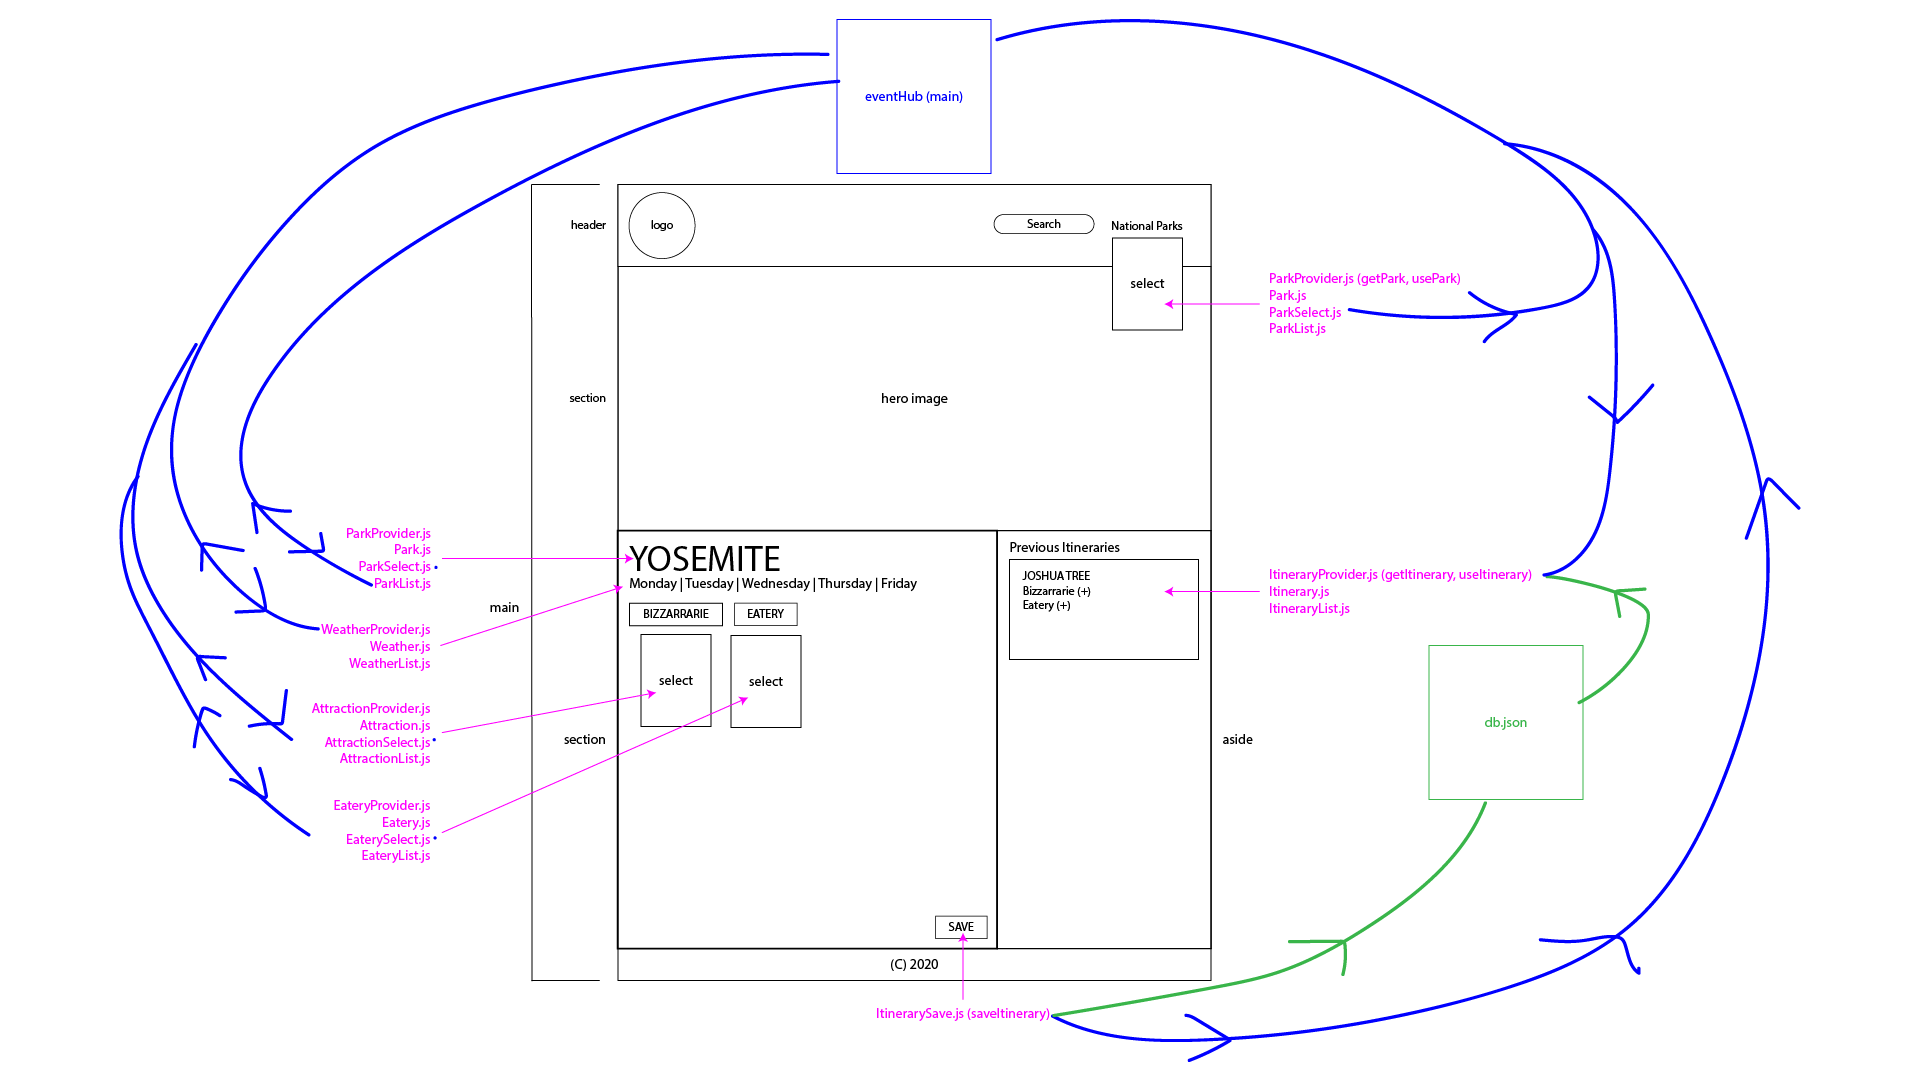 eventHub (main)
header
logo
Search
National Parks
select
ParkProvider.js (getPark, usePark)
Park.js
ParkSelect.js
ParkList.js
section
hero image
ParkProvider.js
Park.js
ParkSelect.js
ParkList.js
main
YOSEMITE
Monday | Tuesday | Wednesday | Thursday | Friday
BIZZARRARIE
EATERY
select
select
Previous Itineraries
JOSHUA TREE
Bizzarrarie (+)
Eatery (+)
ItineraryProvider.js (getItinerary, useItinerary)
Itinerary.js
ItineraryList.js
WeatherProvider.js
Weather.js
WeatherList.js
AttractionProvider.js
Attraction.js
AttractionSelect.js
AttractionList.js
section
aside
db.json
EateryProvider.js
Eatery.js
EaterySelect.js
EateryList.js
SAVE
(C) 2020
ItinerarySave.js (saveItinerary)